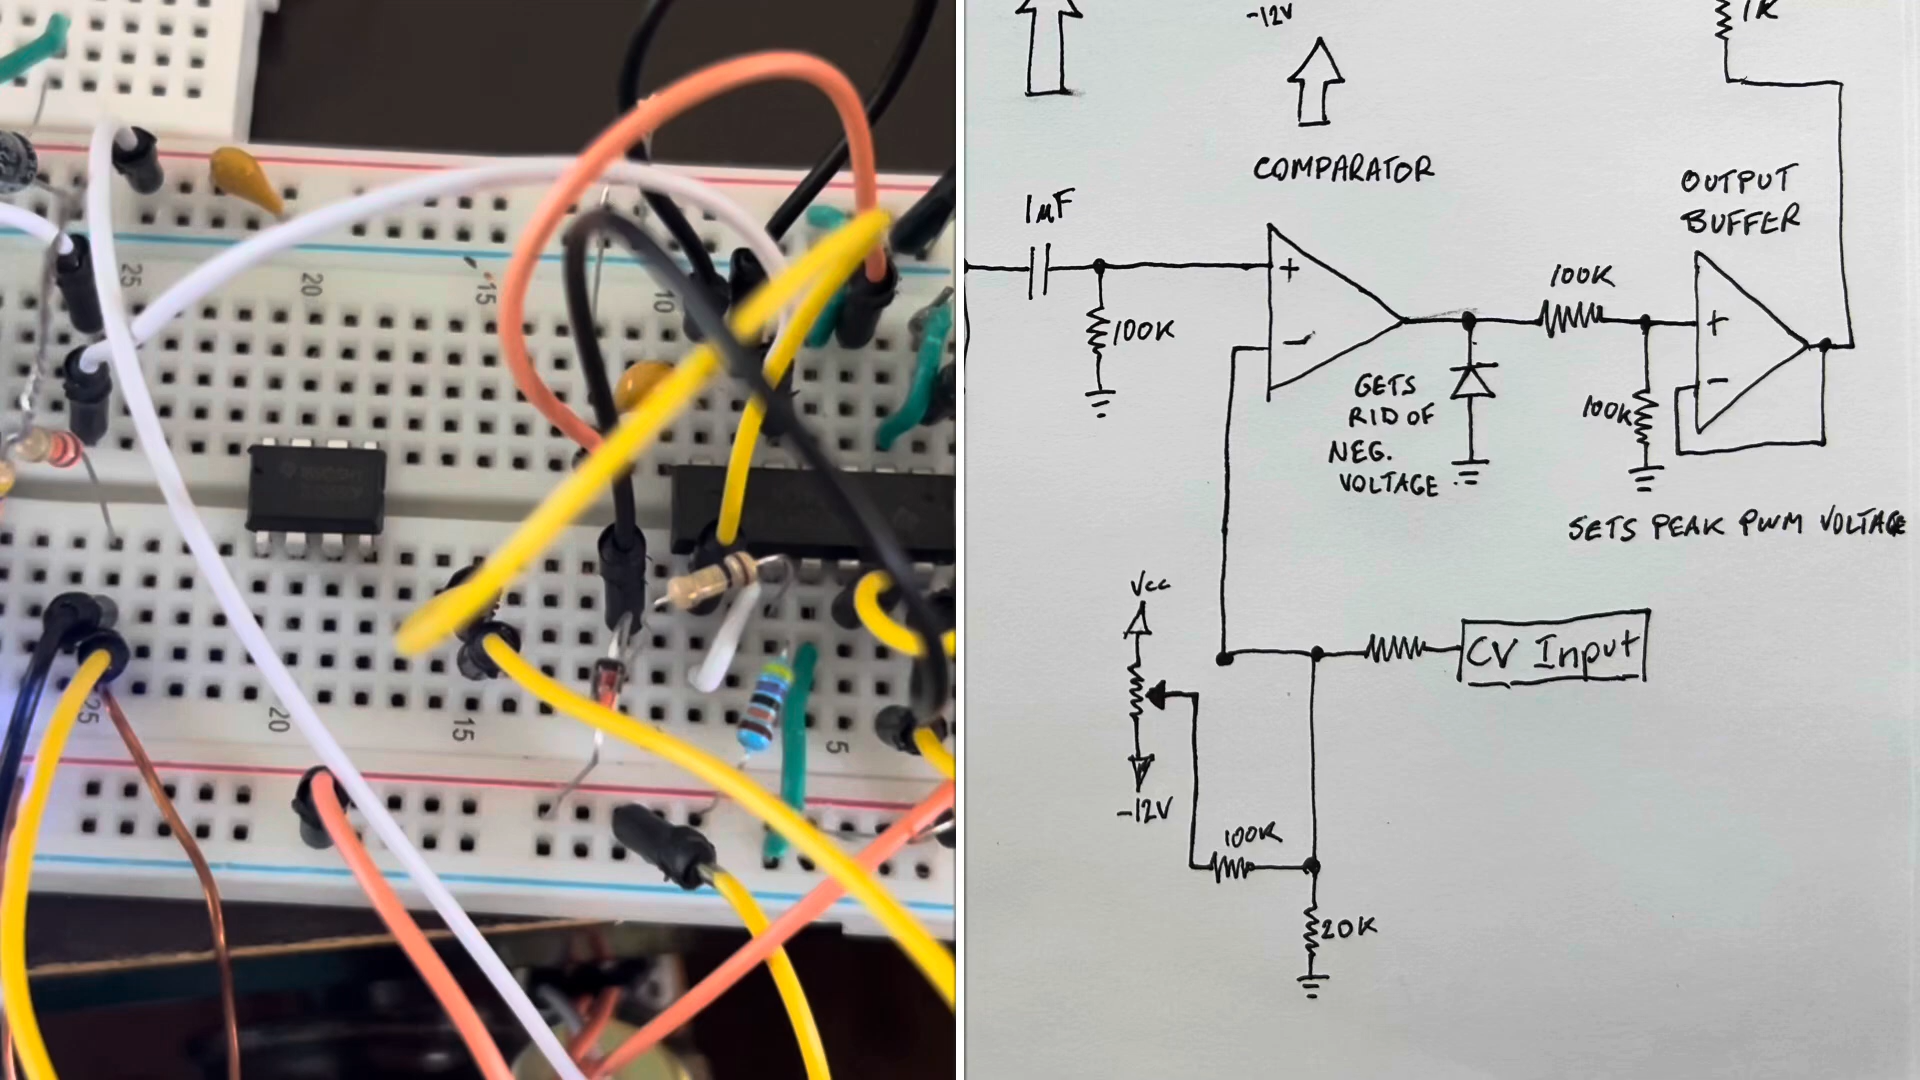 25
20
15
10
25
20
15
5
-12V
1K
COMPARATOR
1µF
OUTPUT
BUFFER
+
100K
+
100K
-
GETS
RID OF
NEG.
VOLTAGE
100K
-
SETS PEAK PWM VOLTAGE
Vcc
CV Input
-12V
100K
20K